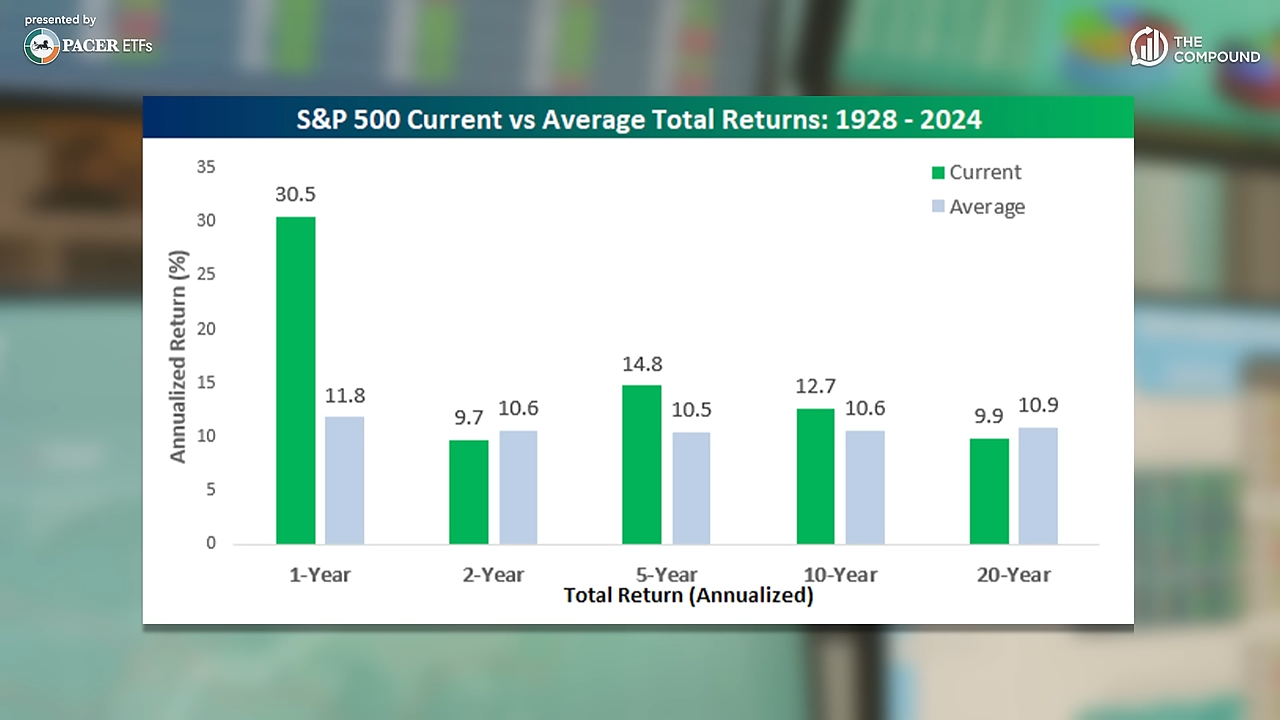 presented by
PACER ETFs
THE
COMPOUND
S&P 500 Current vs Average Total Returns: 1928 - 2024
Annualized Return (%)
35
30
25
20
15
10
5
0
Current
Average
30.5
11.8
9.7
10.6
14.8
10.5
12.7
10.6
9.9
10.9
1-Year
2-Year
5-Year
10-Year
20-Year
Total Return (Annualized)